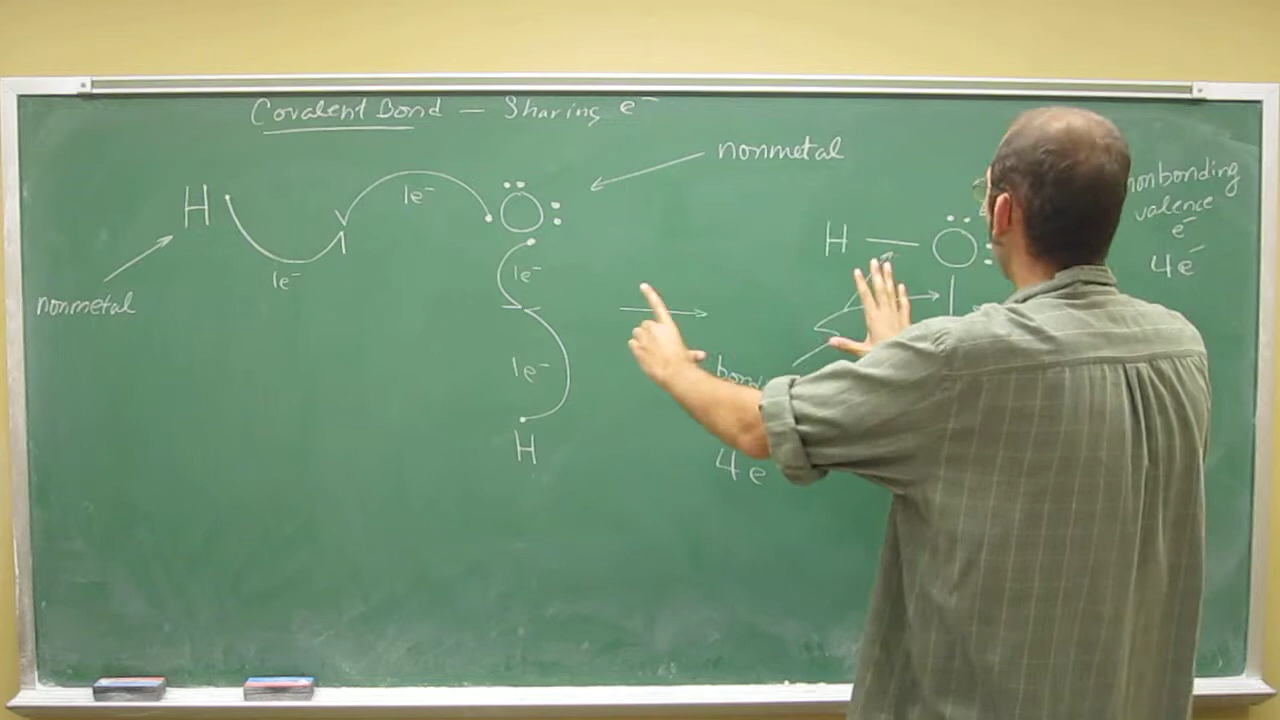 Covalent Bond – Sharing e⁻
nonmetal
H
1e⁻
1e⁻
O
nonmetal
1e⁻
1e⁻
H
H – O
4e
nonbonding
valence
e⁻
4e⁻